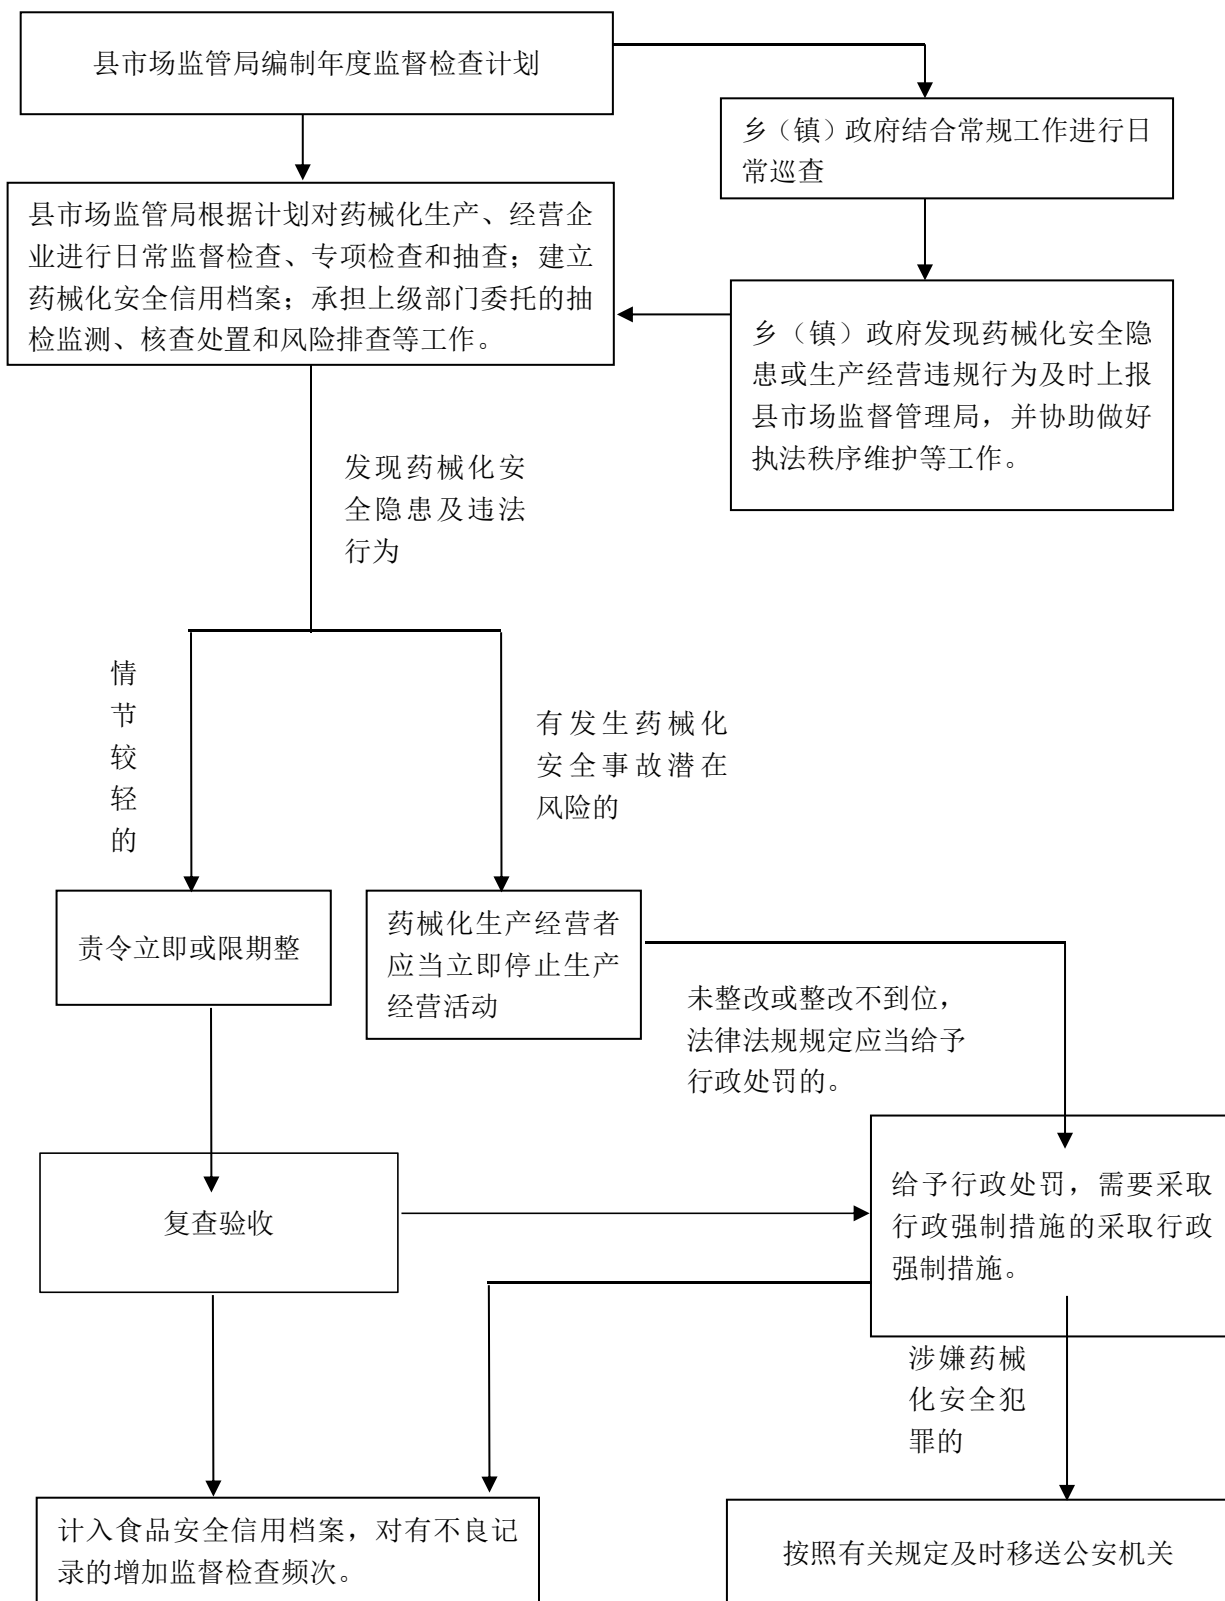 县市场监管局编制年度监督检查计划
乡（镇）政府结合常规工作进行日
常巡查
县市场监管局根据计划对药械化生产、经营企
业进行日常监督检查、专项检查和抽查；建立
药械化安全信用档案；承担上级部门委托的抽
检监测、核查处置和风险排查等工作。
乡（镇）政府发现药械化安全隐
患或生产经营违规行为及时上报
县市场监督管理局，并协助做好
执法秩序维护等工作。
发现药械化安
全隐患及违法
行为
情
节
较
轻
的
有发生药械化
安全事故潜在
风险的
责令立即或限期整
药械化生产经营者
应当立即停止生产
经营活动
未整改或整改不到位，
法律法规规定应当给予
行政处罚的。
复查验收
给予行政处罚，需要采取
行政强制措施的采取行政
强制措施。
涉嫌药械
化安全犯
罪的
计入食品安全信用档案，对有不良记
录的增加监督检查频次。
按照有关规定及时移送公安机关